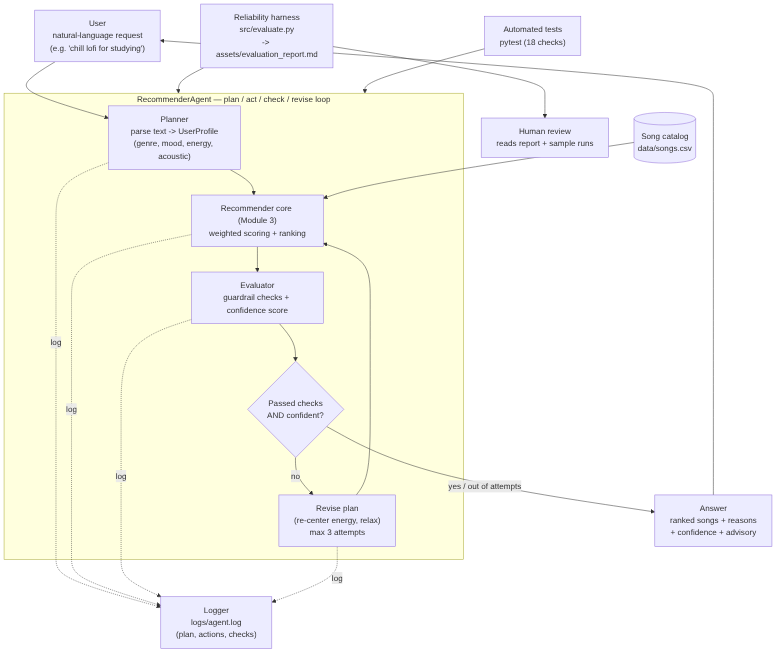 User
natural-language request
(e.g. 'chill lofi for studying')
Reliability harness
src/evaluate.py
->
assets/evaluation_report.md
Automated tests
pytest (18 checks)
RecommenderAgent — plan / act / check / revise loop
Planner
parse text -> UserProfile
(genre, mood, energy,
acoustic)
Human review
reads report + sample runs
Song catalog
data/songs.csv
Recommender core
(Module 3)
weighted scoring + ranking
Evaluator
guardrail checks +
confidence score
log
log
log
Passed checks
AND confident?
no
yes / out of attempts
Revise plan
(re-center energy, relax)
max 3 attempts
Answer
ranked songs + reasons
+ confidence + advisory
log
Logger
logs/agent.log
(plan, actions, checks)